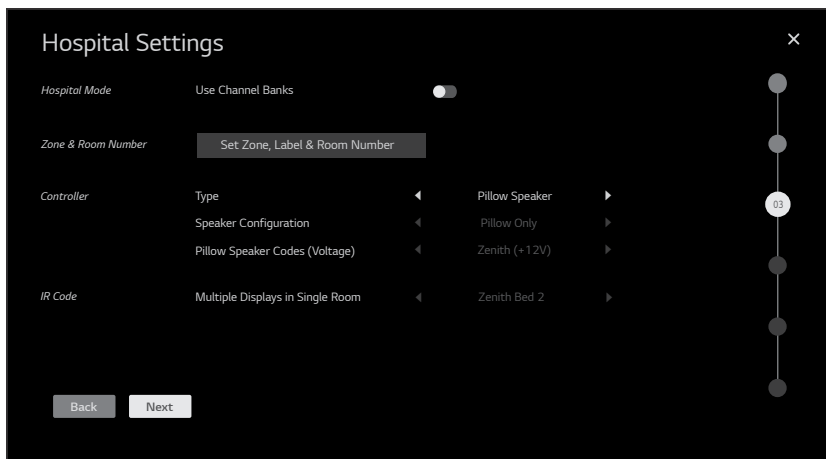 Hospital Settings
Hospital Mode Use Channel Banks
Zone & Room Number Set Zone, Label & Room Number
Controller Type Pillow Speaker
03
Speaker Configuration Pillow Only
Pillow Speaker Codes (Voltage) Zenith (+12V)
IR Code Multiple Displays in Single Room Zenith Bed 2
Back Next